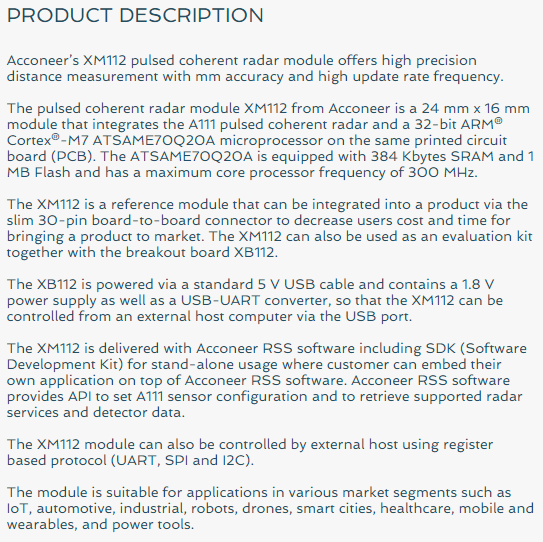 PRODUCT DESCRIPTION
Acconeer's XM112 pulsed coherent radar module offers high precision
distance measurement with mm accuracy and high update rate frequency.
The pulsed coherent radar module XM112 from Acconeer is a 24 mm x 16 mm
module that integrates the A111 pulsed coherent radar and a 32-bit ARM®
Cortex®-M7 ATSAME70Q20A microprocessor on the same printed circuit
board (PCB). The ATSAME70Q20A is equipped with 384 Kbytes SRAM and 1
MB Flash and has a maximum core processor frequency of 300 MHz.
The XM112 is a reference module that can be integrated into a product via the
slim 30-pin board-to-board connector to decrease users cost and time for
bringing a product to market. The XM112 can also be used as an evaluation kit
together with the breakout board XB112.
The XB112 is powered via a standard 5 V USB cable and contains a 1.8 V
power supply as well as a USB-UART converter, so that the XM112 can be
controlled from an external host computer via the USB port.
The XM112 is delivered with Acconeer RSS software including SDK (Software
Development Kit) for stand-alone usage where customer can embed their
own application on top of Acconeer RSS software. Acconeer RSS software
provides API to set A111 sensor configuration and to retrieve supported radar
services and detector data.
The XM112 module can also be controlled by external host using register
based protocol (UART, SPI and I2C).
The module is suitable for applications in various market segments such as
IoT, automotive, industrial, robots, drones, smart cities, healthcare, mobile and
wearables, and power tools.